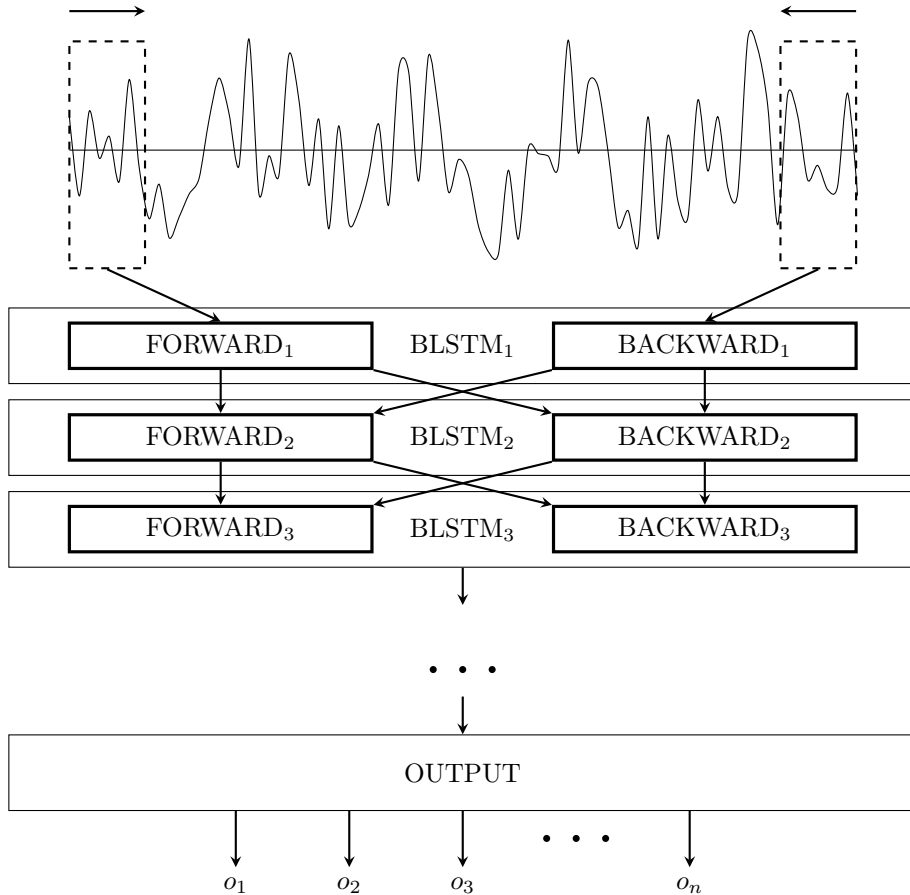 FORWARD₁ BLSTM₁ BACKWARD₁
FORWARD₂ BLSTM₂ BACKWARD₂
FORWARD₃ BLSTM₃ BACKWARD₃
. . .
OUTPUT
. . .
o₁ o₂ o₃ oₙ